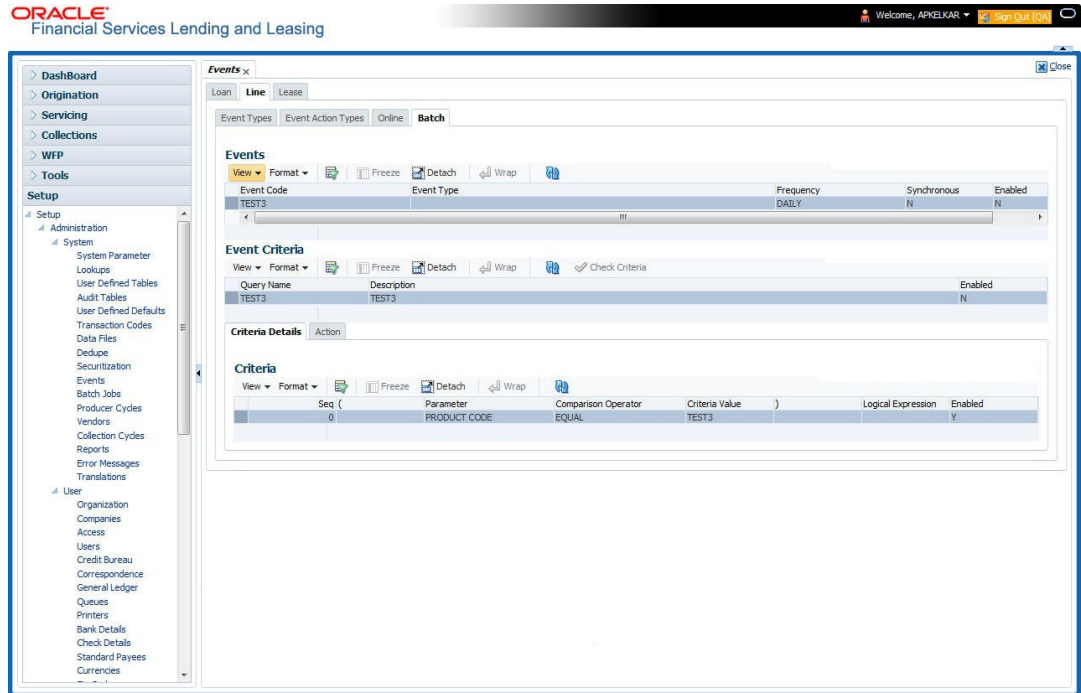 ORACLE
Financial Services Lending and Leasing
Welcome, APKELKAR
Sign Out [QA]
Close
DashBoard
Origination
Servicing
Collections
WFP
Tools
Setup
Setup
Administration
System
System Parameter
Lookups
User Defined Tables
Audit Tables
User Defined Defaults
Transaction Codes
Data Files
Dedupe
Securitization
Events
Batch Jobs
Producer Cycles
Vendors
Collection Cycles
Reports
Error Messages
Translations
User
Organization
Companies
Access
Users
Credit Bureau
Correspondence
General Ledger
Queues
Printers
Bank Details
Check Details
Standard Payees
Currencies
Events
Loan Line Lease
Event Types Event Action Types Online Batch
Events
View Format Freeze Detach Wrap
Event Code Event Type Frequency Synchronous Enabled
TEST3 DAILY N N
Event Criteria
View Format Freeze Detach Wrap Check Criteria
Query Name Description Enabled
TEST3 TEST3 N
Criteria Details Action
Criteria
View Format Freeze Detach Wrap
Seq ( Parameter Comparison Operator Criteria Value ) Logical Expression Enabled
0 PRODUCT CODE EQUAL TEST3 Y